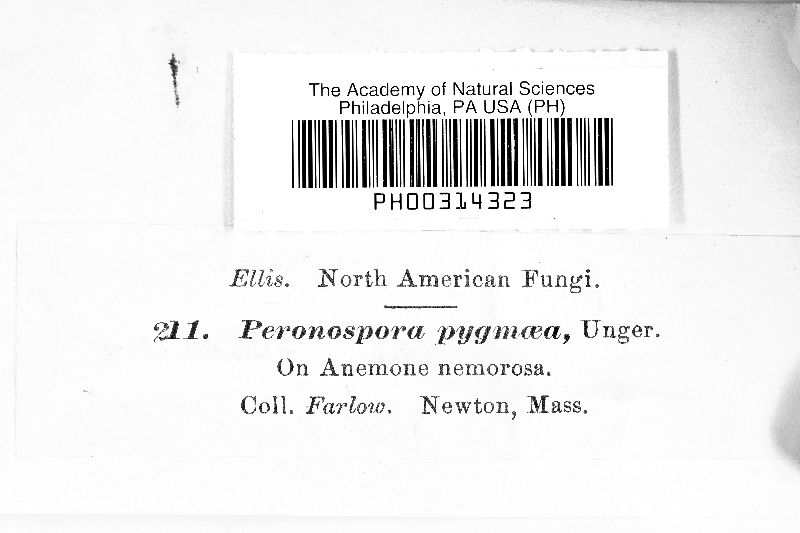 The Academy of Natural Sciences
Philadelphia, PA USA (PH)
PH00314323
Ellis. North American Fungi.
211. Peronospora pygmæa, Unger.
On Anemone nemorosa.
Coll. Farlow. Newton, Mass.